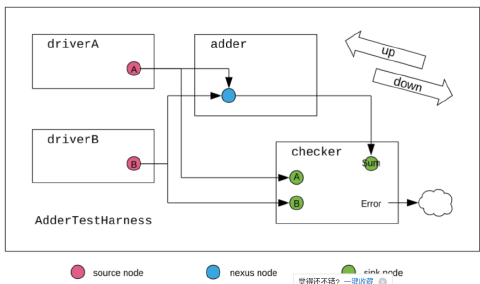 driverA
adder
up
down
A
driverB
checker
B
Sum
A
B
Error
AdderTestHarness
source node
nexus node
sink node
觉得还不错? 一键收藏